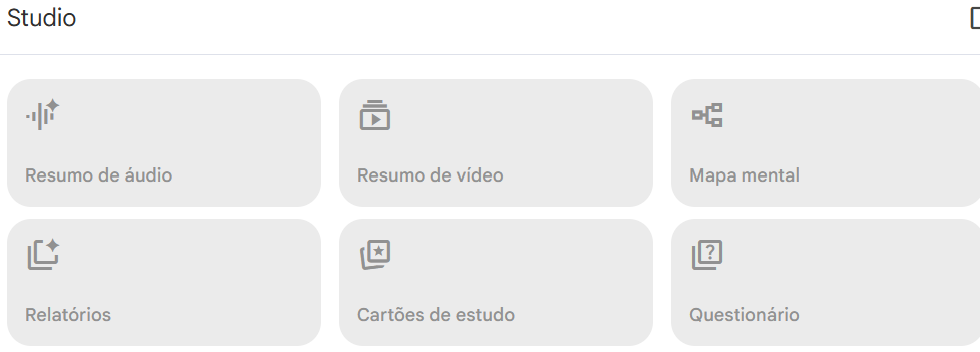 Studio
Resumo de áudio
Resumo de vídeo
Mapa mental
Relatórios
Cartões de estudo
Questionário